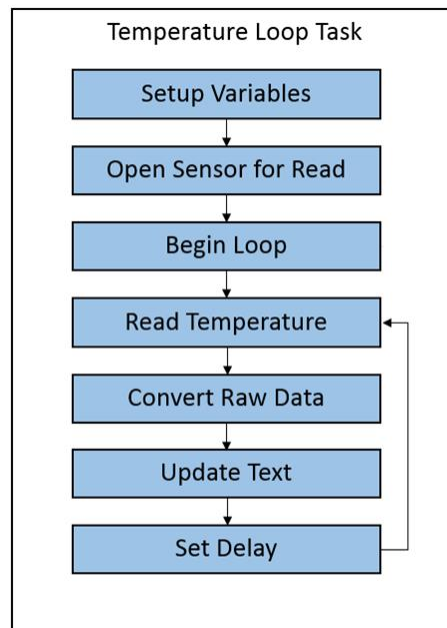 Temperature Loop Task
Setup Variables
Open Sensor for Read
Begin Loop
Read Temperature
Convert Raw Data
Update Text
Set Delay